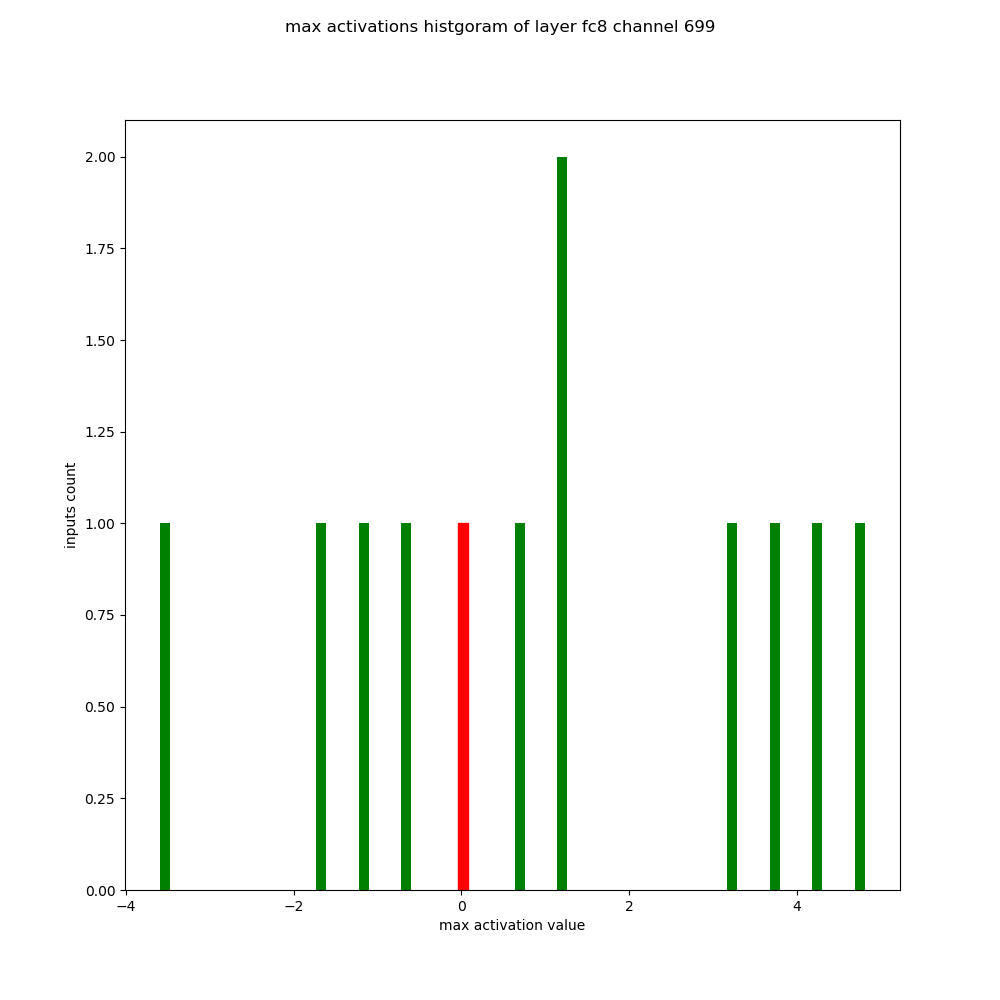 max activations histgoram of layer fc8 channel 699
2.00
1.75
1.50
1.25
1.00
0.75
0.50
0.25
0.00
inputs count
−4 −2 0 2 4
max activation value